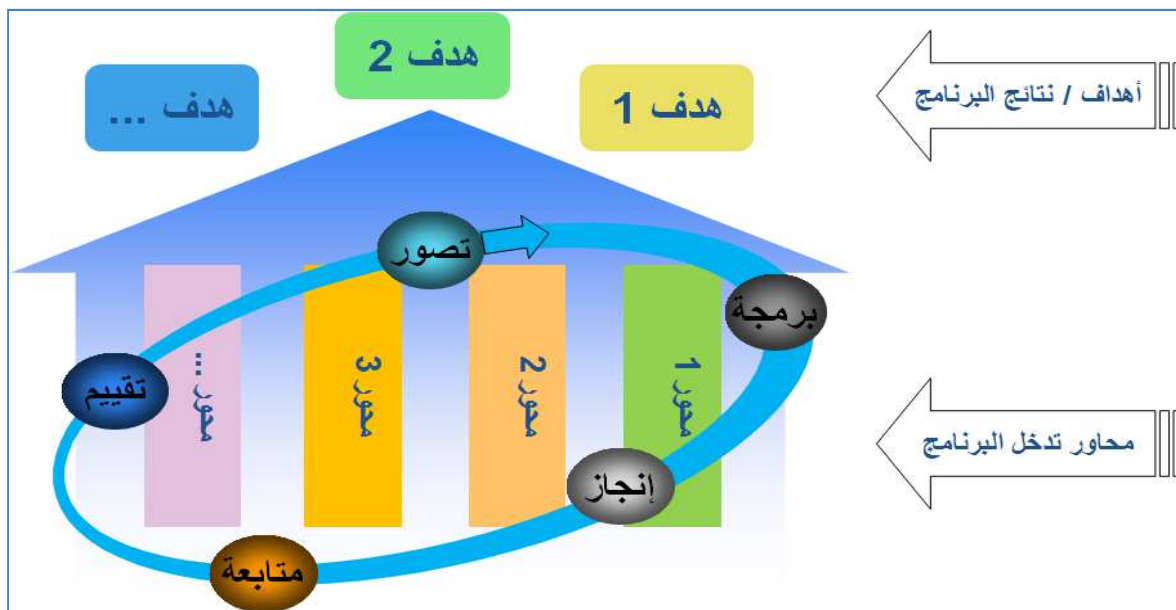 هدف 2
هدف 1
هدف ...
أهداف / نتائج البرنامج
تصور
برمجة
محور 1
محور 2
محور 3
محور ...
تقييم
إنجاز
متابعة
محاور تدخل البرنامج